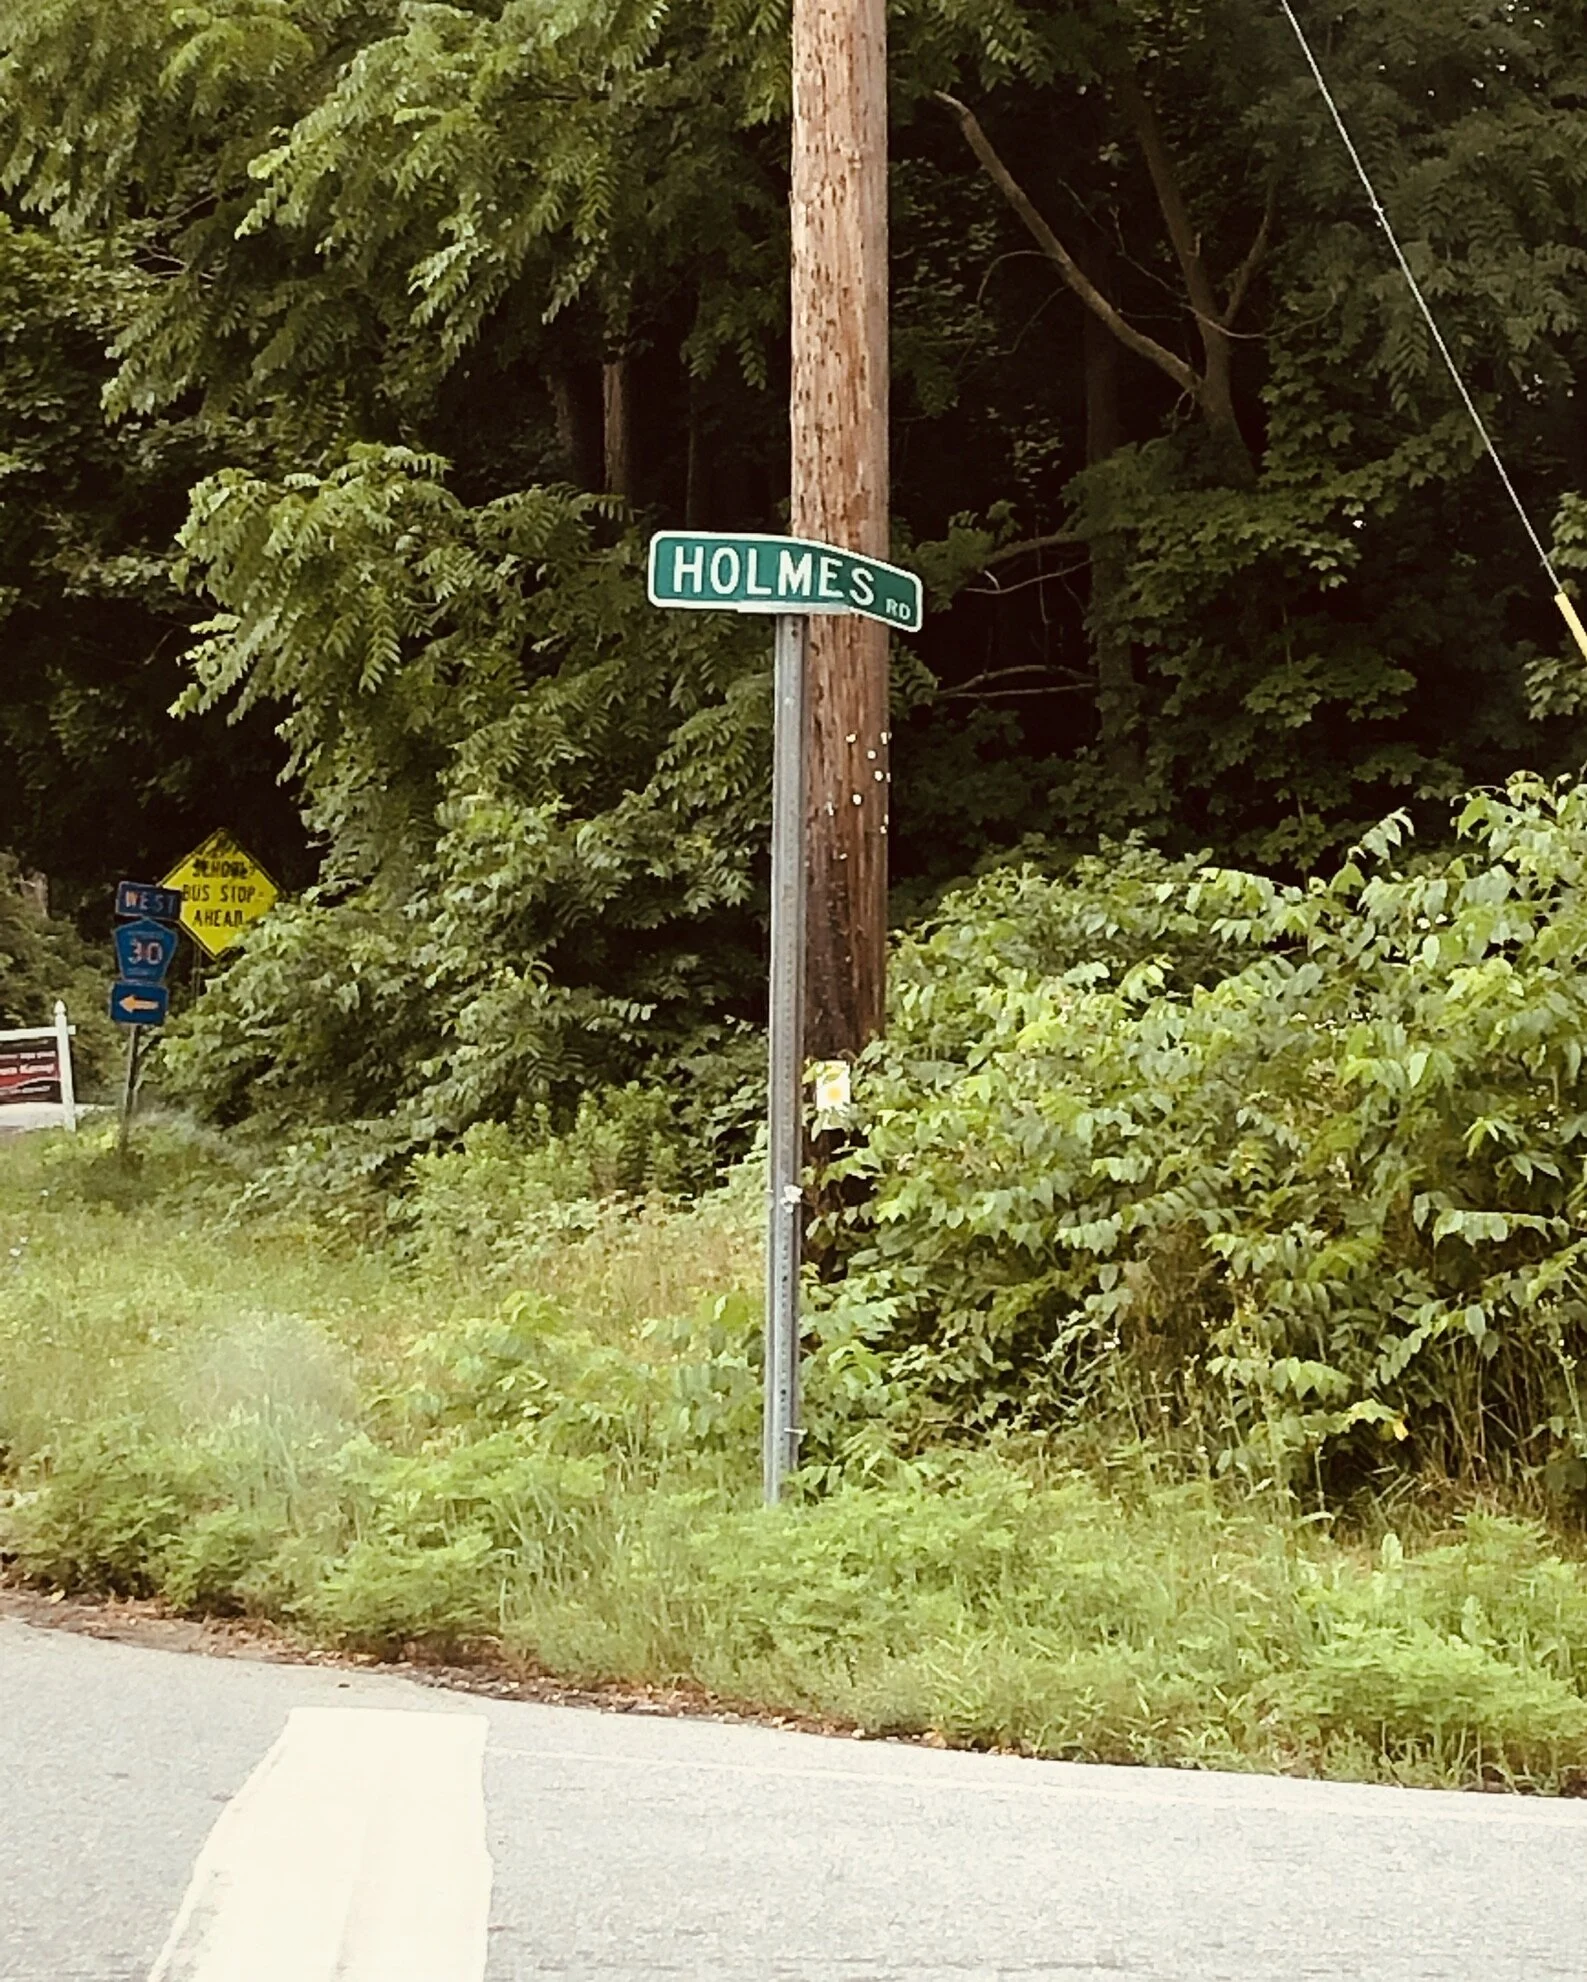 HOLMES RD
SCHOOL
BUS STOP
AHEAD
WEST
30